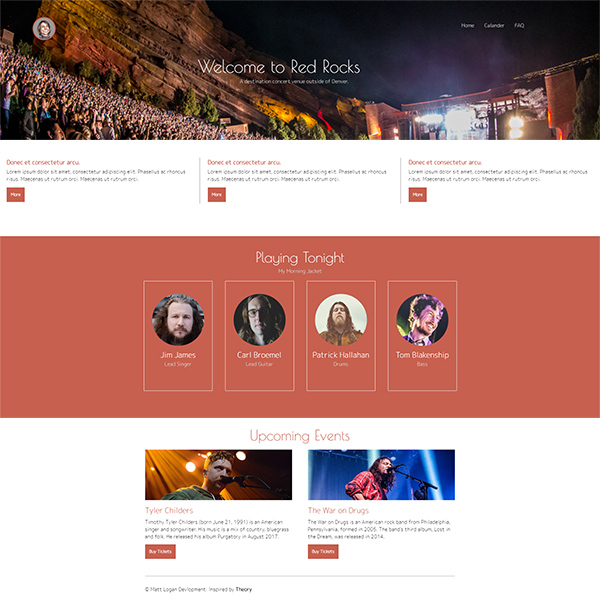 Home Calander FAQ
Welcome to Red Rocks
A destination concert venue outside of Denver.
Donec et consectetur arcu.
Lorem ipsum dolor sit amet, consectetur adipiscing elit. Phasellus ac rhoncus
risus. Maecenas ut rutrum orci. Maecenas ut rutrum orci.
More
Donec et consectetur arcu.
Lorem ipsum dolor sit amet, consectetur adipiscing elit. Phasellus ac rhoncus
risus. Maecenas ut rutrum orci. Maecenas ut rutrum orci.
More
Donec et consectetur arcu.
Lorem ipsum dolor sit amet, consectetur adipiscing elit. Phasellus ac rhoncus
risus. Maecenas ut rutrum orci. Maecenas ut rutrum orci.
More
Playing Tonight
My Morning Jacket
Jim James
Lead Singer
Carl Broemel
Lead Guitar
Patrick Hallahan
Drums
Tom Blakenship
Bass
Upcoming Events
Tyler Childers
Timothy Tyler Childers (born June 21, 1991) is an American
singer and songwriter. His music is a mix of country, bluegrass
and folk. He released his album Purgatory in August 2017.
Buy Tickets
The War on Drugs
The War on Drugs is an American rock band from Philadelphia,
Pennsylvania, formed in 2005. The band's third album, Lost in
the Dream, was released in 2014.
Buy Tickets
© Matt Logan Devlopment: Inspired by Theory